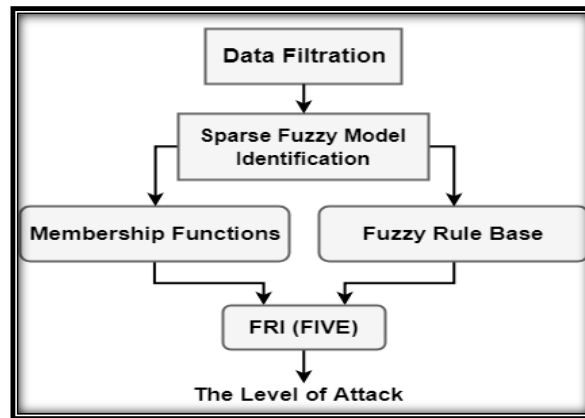 Data Filtration
Sparse Fuzzy Model
Identification
Membership Functions
Fuzzy Rule Base
FRI (FIVE)
The Level of Attack